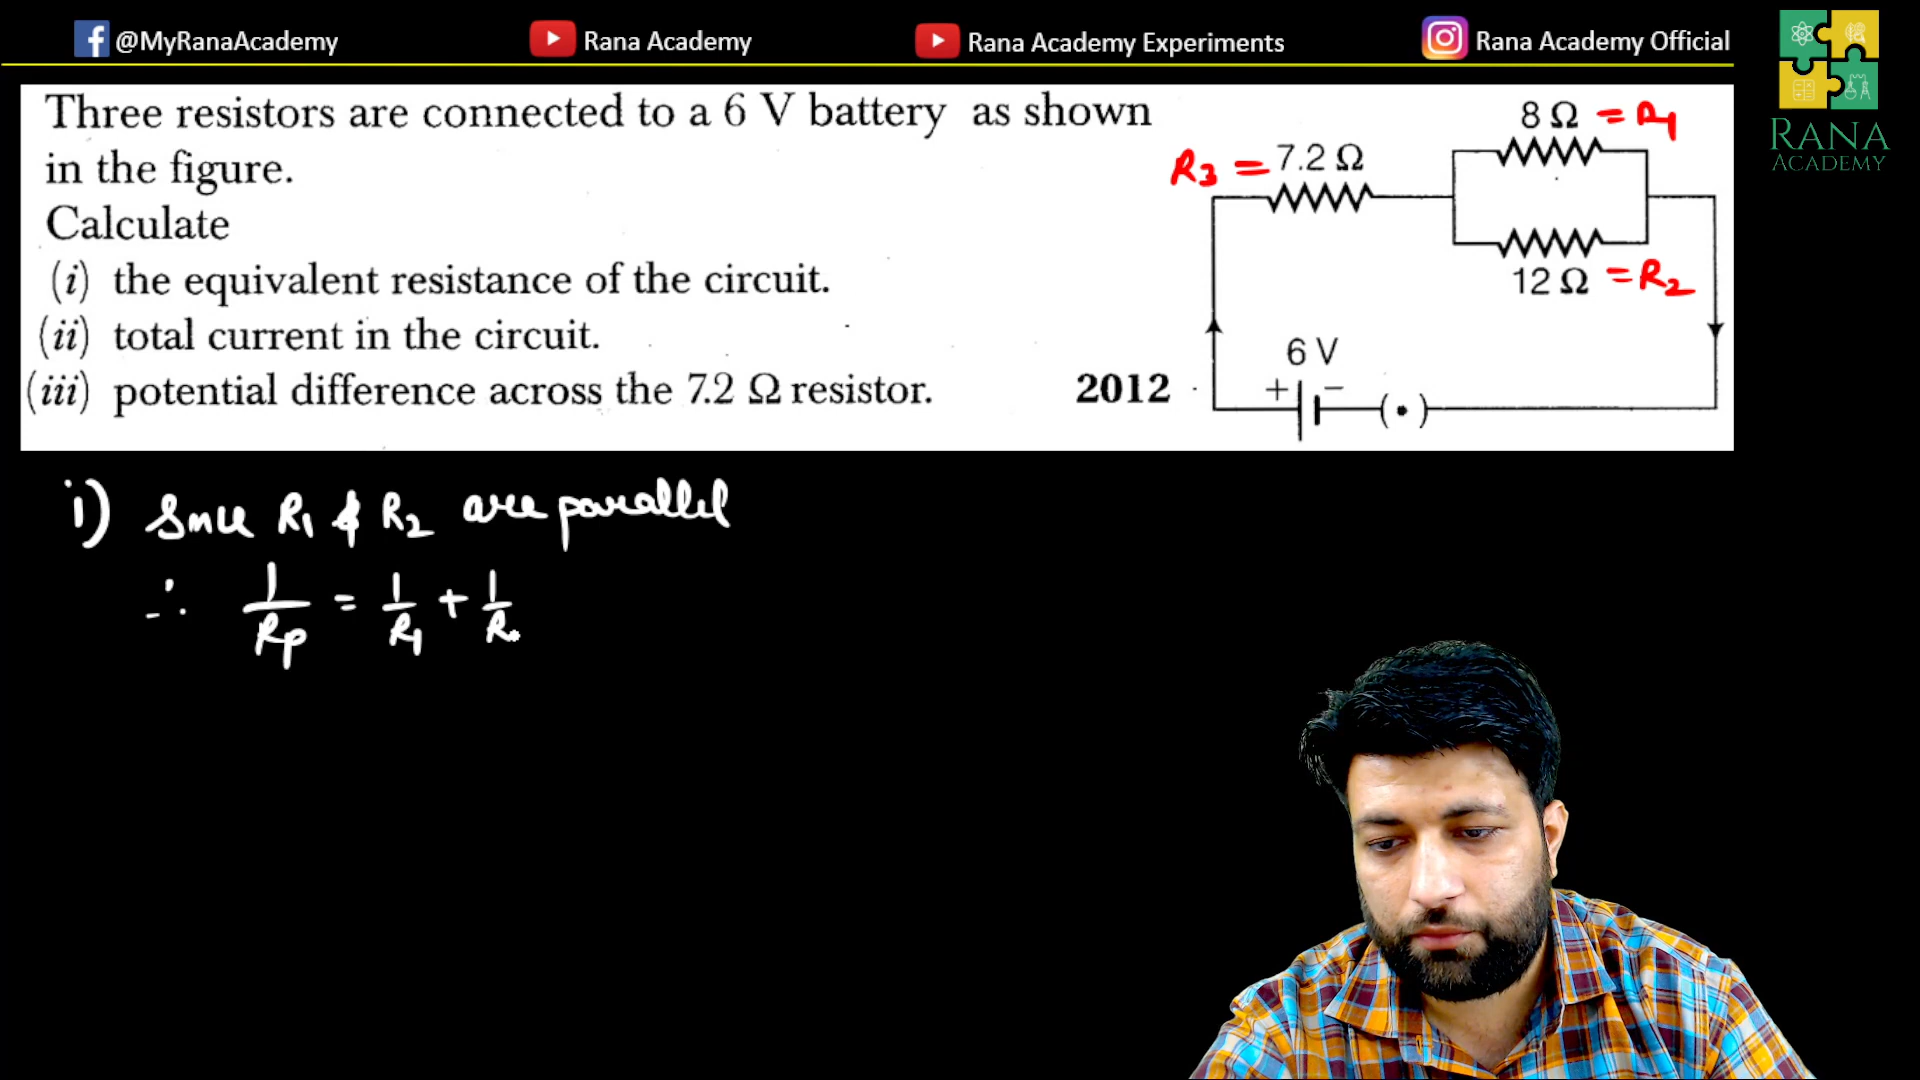 @MyRanaAcademy Rana Academy Rana Academy Experiments Rana Academy Official
RANA
ACADEMY
Three resistors are connected to a 6 V battery as shown
in the figure.
Calculate
(i) the equivalent resistance of the circuit.
(ii) total current in the circuit.
(iii) potential difference across the 7.2 Ω resistor. 2012
8 Ω = R1
R3 = 7.2 Ω
12 Ω = R2
6 V
+ −
i) Since R1 & R2 are parallel
∴ 1/Rp = 1/R1 + 1/R